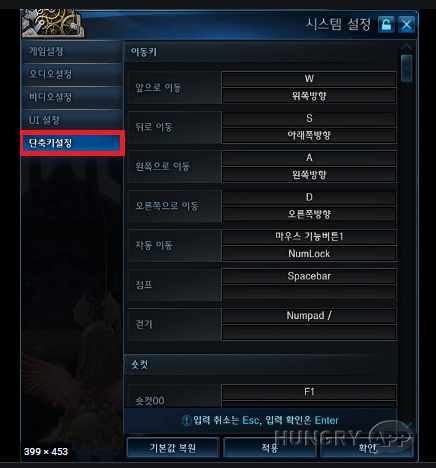 시스템 설정
게임설정
오디오설정
비디오설정
UI 설정
단축키설정
이동키
앞으로 이동
W
위쪽방향
뒤로 이동
S
아래쪽방향
왼쪽으로 이동
A
왼쪽방향
오른쪽으로 이동
D
오른쪽방향
자동 이동
마우스 기능버튼1
NumLock
점프
Spacebar
걷기
Numpad /
숏컷
숏컷00
F1
입력 취소는 Esc, 입력 확인은 Enter
기본값 복원
적용
확인
HUNGRY APP
399 × 453